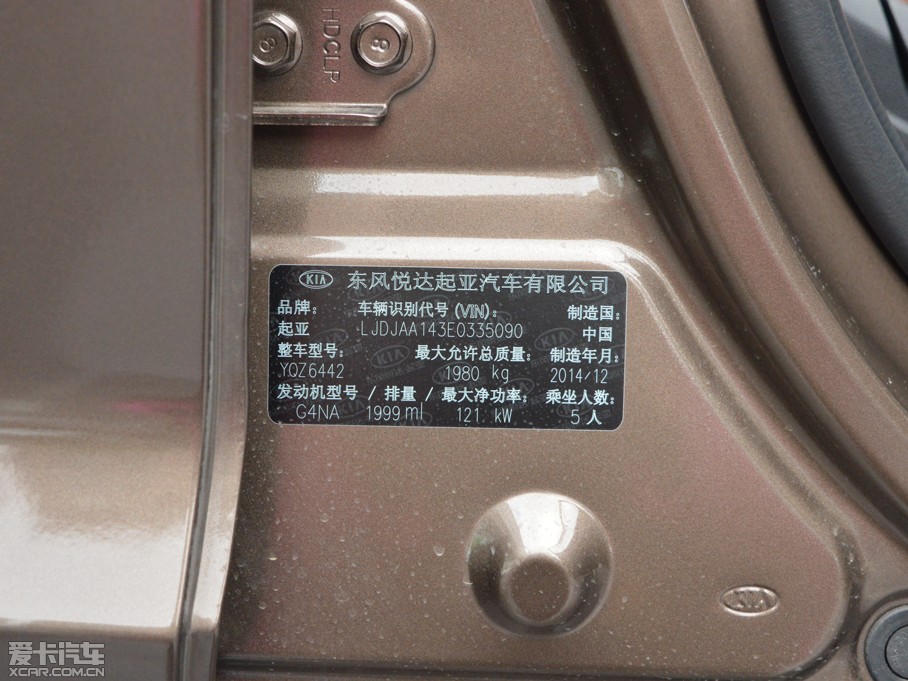 HDCLP
8
8
KIA 东风悦达起亚汽车有限公司
品牌: 车辆识别代号(VIN): 制造国:
起亚 LJDJAA143E0335090 中国
整车型号: 最大允许总质量: 制造年月:
YQZ6442 1980 kg 2014/12
发动机型号 / 排量 / 最大净功率: 乘坐人数:
G4NA 1999ml 121 kW 5人
KIA
爱卡汽车
XCAR.COM.CN